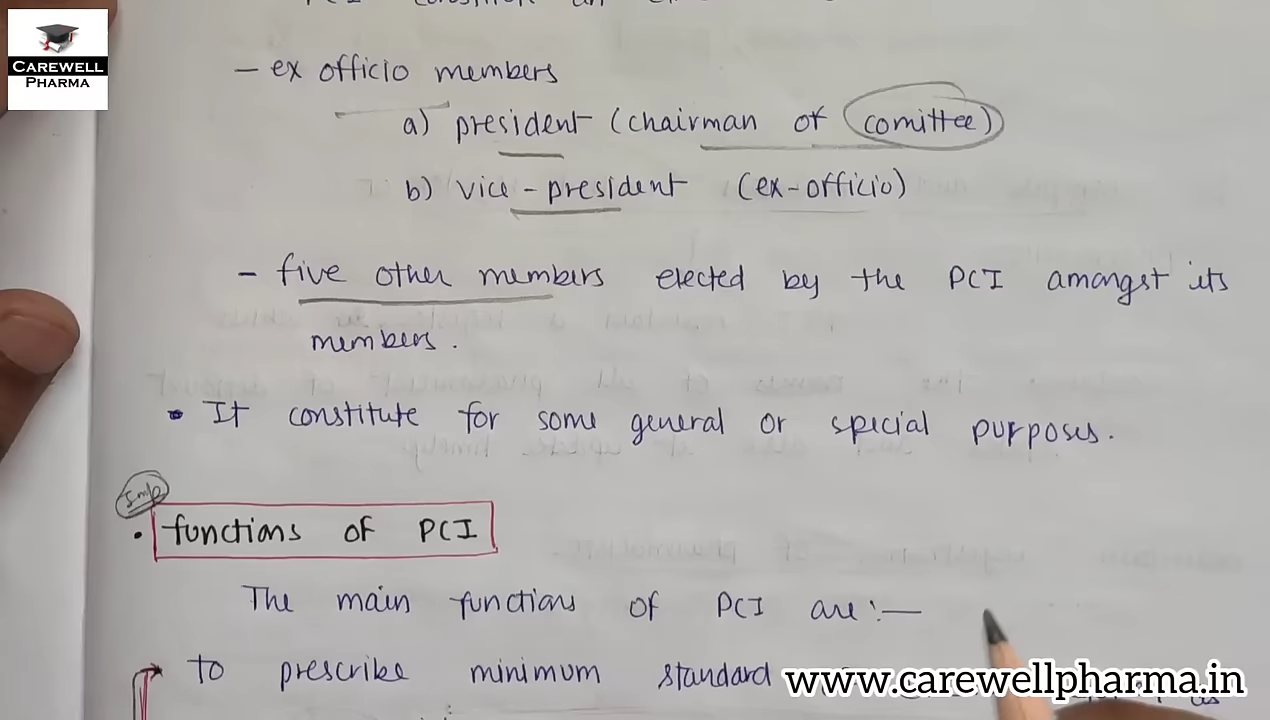 CAREWELL
PHARMA
- ex officio members
a) president (chairman of comittee)
b) vice-president (ex-officio)
- five other members elected by the PCI amongst its
members.
• It constitute for some general or special purposes.
Imp
• functions of PCI
The main functions of PCI are:—
to prescribe minimum standard
www.carewellpharma.in